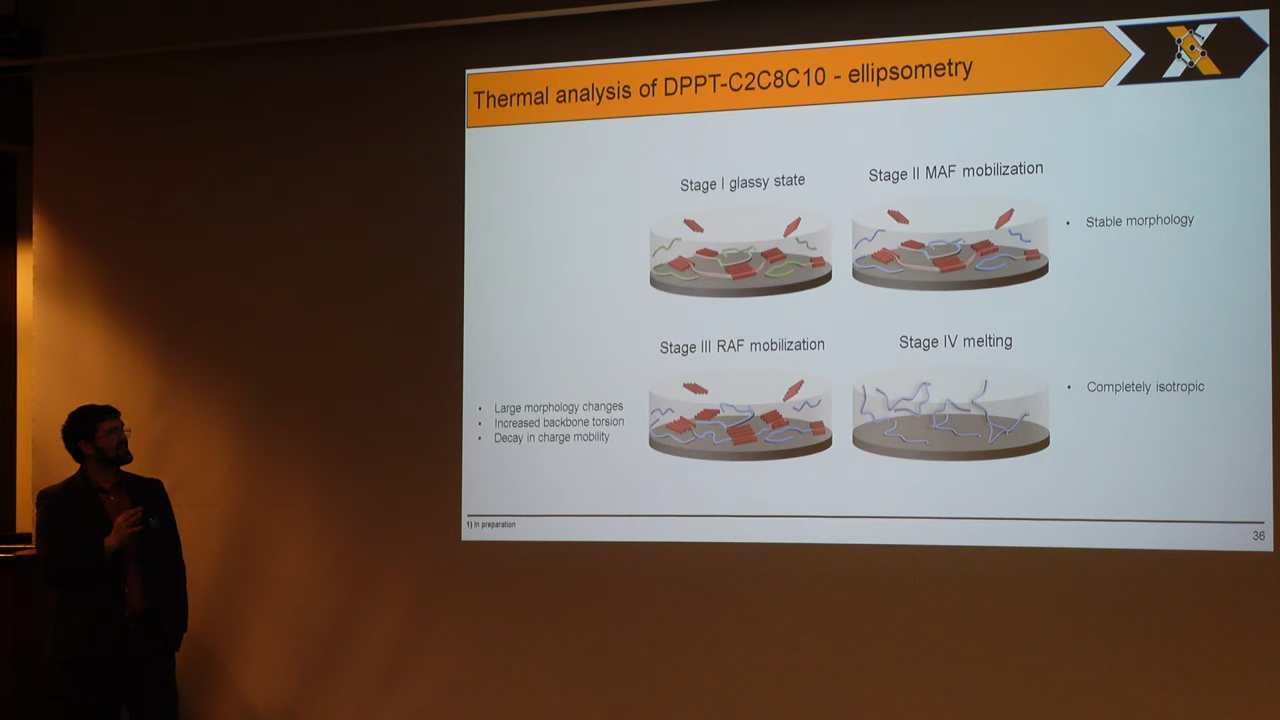 Thermal analysis of DPPT-C2C8C10 - ellipsometry
Stage I glassy state
Stage II MAF mobilization
• Stable morphology
Stage III RAF mobilization
Stage IV melting
• Large morphology changes
• Increased backbone torsion
• Decay in charge mobility
• Completely isotropic
1) In preparation
36